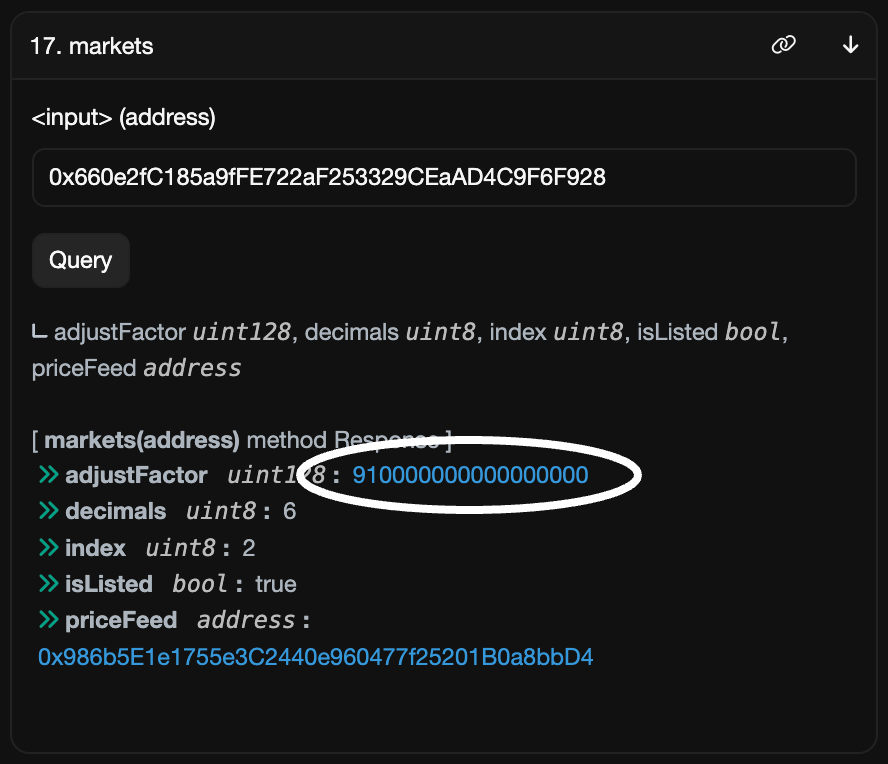 17. markets
<input> (address)
0x660e2fC185a9fFE722aF253329CEaAD4C9F6F928
Query
adjustFactor uint128, decimals uint8, index uint8, isListed bool,
priceFeed address
[ markets(address) method Response ]
adjustFactor uint128 : 910000000000000000
decimals uint8 : 6
index uint8 : 2
isListed bool : true
priceFeed address :
0x986b5E1e1755e3C2440e960477f25201B0a8bbD4